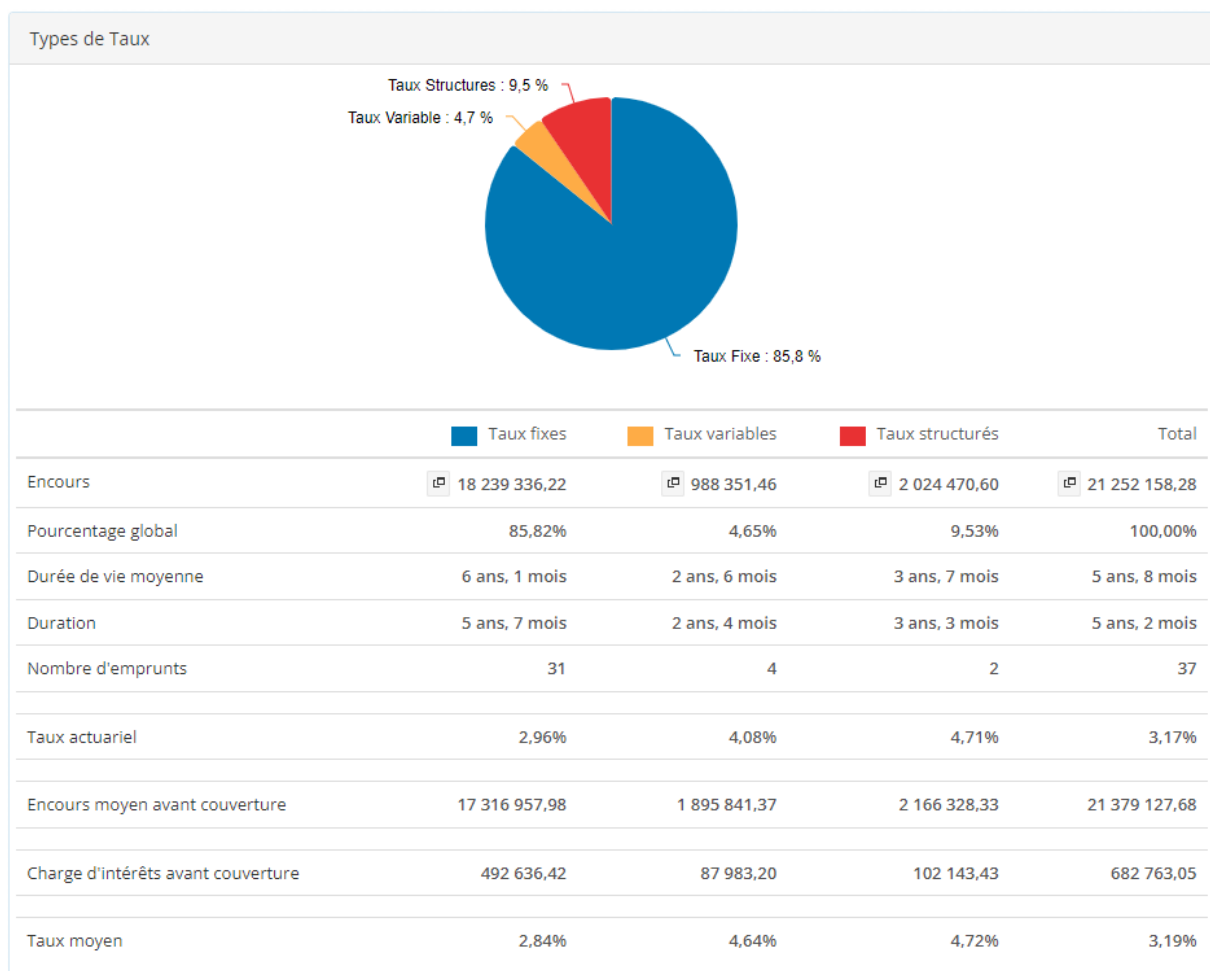 Types de Taux
Taux Structures : 9,5 %
Taux Variable : 4,7 %
Taux Fixe : 85,8 %
Taux fixes Taux variables Taux structurés Total
Encours 18 239 336,22 988 351,46 2 024 470,60 21 252 158,28
Pourcentage global 85,82% 4,65% 9,53% 100,00%
Durée de vie moyenne 6 ans, 1 mois 2 ans, 6 mois 3 ans, 7 mois 5 ans, 8 mois
Duration 5 ans, 7 mois 2 ans, 4 mois 3 ans, 3 mois 5 ans, 2 mois
Nombre d'emprunts 31 4 2 37
Taux actuariel 2,96% 4,08% 4,71% 3,17%
Encours moyen avant couverture 17 316 957,98 1 895 841,37 2 166 328,33 21 379 127,68
Charge d'intérêts avant couverture 492 636,42 87 983,20 102 143,43 682 763,05
Taux moyen 2,84% 4,64% 4,72% 3,19%